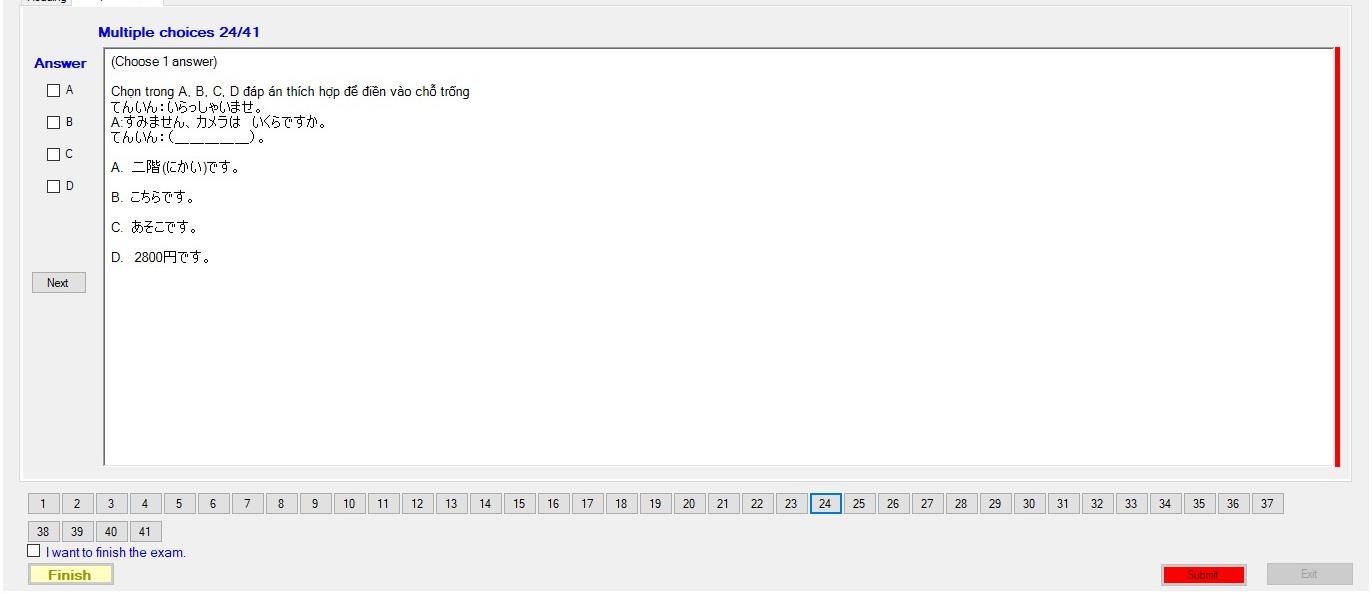 Multiple choices 24/41
Answer
A
B
C
D
Next
(Choose 1 answer)
Chọn trong A, B, C, D đáp án thích hợp để điền vào chỗ trống
てんいん：いらっしゃいませ。
A:すみません、カメラは　いくらですか。
てんいん：（__________）。
A. 二階(にかい)です。
B. こちらです。
C. あそこです。
D. 2800円です。
1 2 3 4 5 6 7 8 9 10 11 12 13 14 15 16 17 18 19 20 21 22 23 24 25 26 27 28 29 30 31 32 33 34 35 36 37
38 39 40 41
I want to finish the exam.
Finish
Submit
Exit